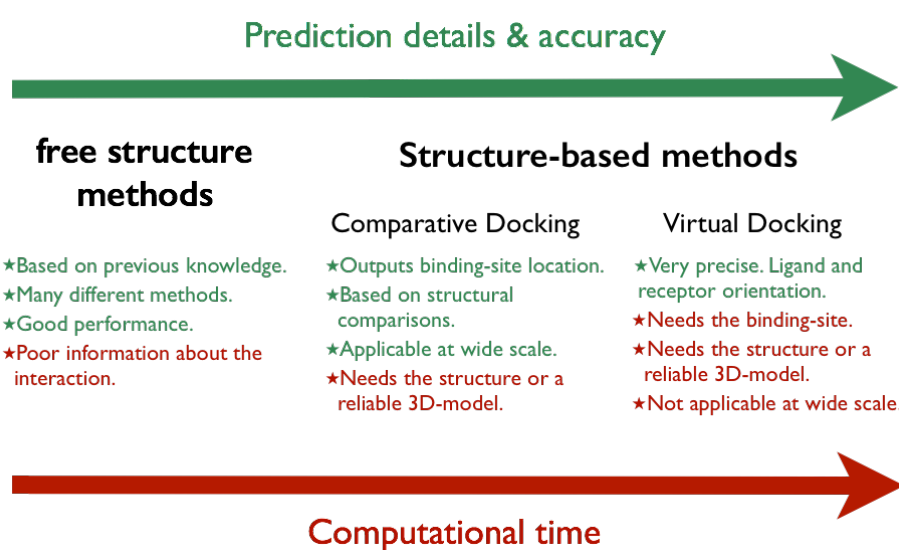 Prediction details & accuracy
free structure
methods
★Based on previous knowledge.
★Many different methods.
★Good performance.
★Poor information about the
interaction.
Structure-based methods
Comparative Docking
★Outputs binding-site location.
★Based on structural
comparisons.
★Applicable at wide scale.
★Needs the structure or a
reliable 3D-model.
Virtual Docking
★Very precise. Ligand and
receptor orientation.
★Needs the binding-site.
★Needs the structure or a
reliable 3D-model.
★Not applicable at wide scale.
Computational time